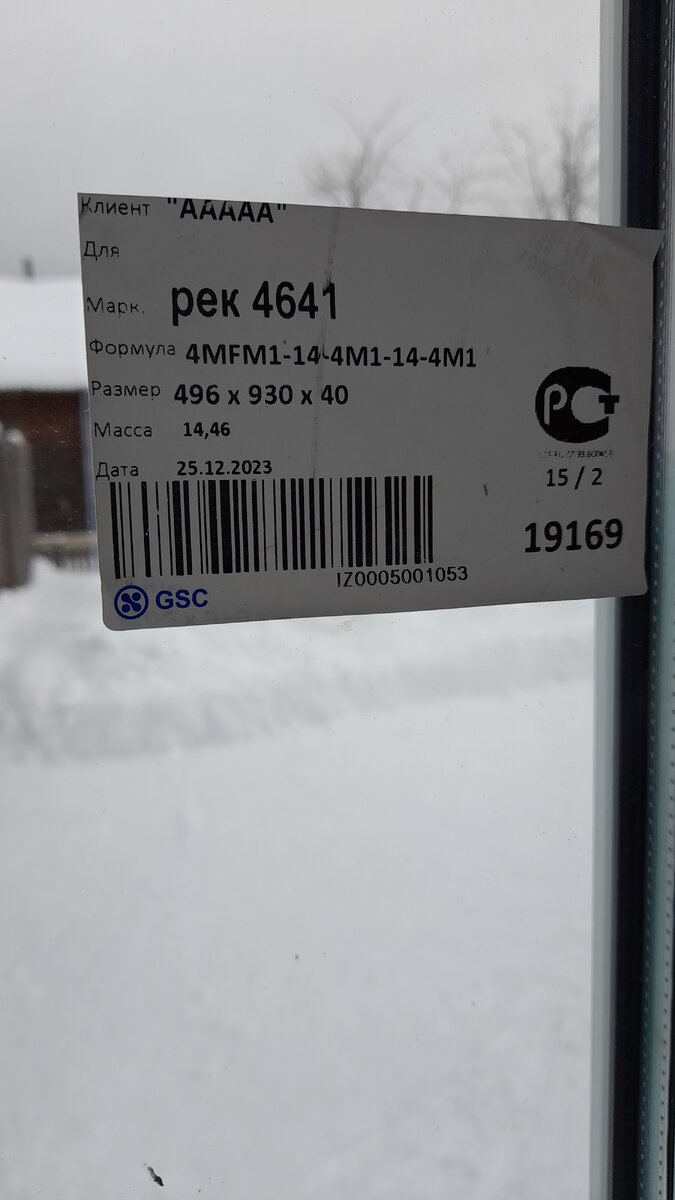 Клиент "ААААА"
Для
Марк. рек 4641
Формула 4MFM1-14-4M1-14-4M1
Размер 496 x 930 x 40
Масса 14,46
Дата 25.12.2023
РСТ
15 / 2
19169
IZ0005001053
GSC